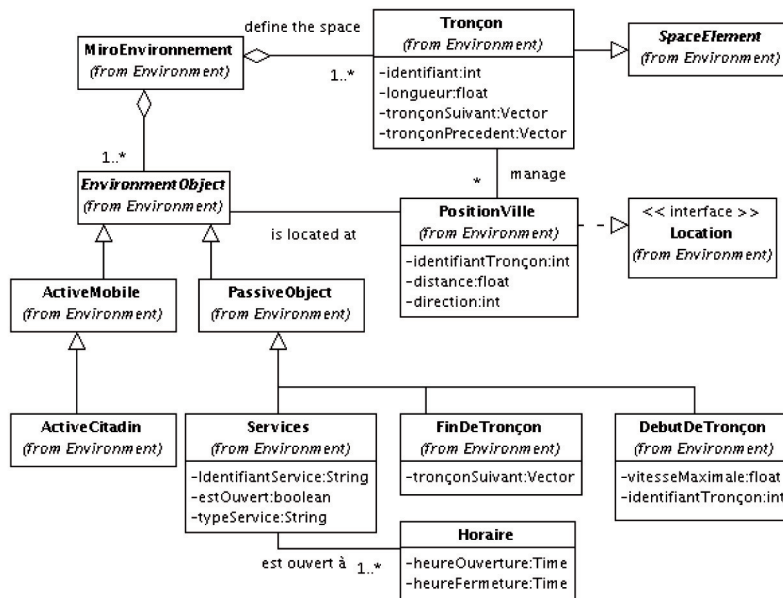 define the space
MiroEnvironnement
(from Environment)
1..*
Tronçon
(from Environment)
-identifiant:int
-longueur:float
-tronçonSuivant:Vector
-tronçonPrecedent:Vector
SpaceElement
(from Environment)
1..*
EnvironmentObject
(from Environment)
is located at
*
manage
PositionVille
(from Environment)
-identifiantTronçon:int
-distance:float
-direction:int
<< interface >>
Location
(from Environment)
ActiveMobile
(from Environment)
PassiveObject
(from Environment)
ActiveCitadin
(from Environment)
Services
(from Environment)
-IdentifiantService:String
-estOuvert:boolean
-typeService:String
FinDeTronçon
(from Environment)
-tronçonSuivant:Vector
DebutDeTronçon
(from Environment)
-vitesseMaximale:float
-identifiantTronçon:int
est ouvert à
1..*
Horaire
-heureOuverture:Time
-heureFermeture:Time